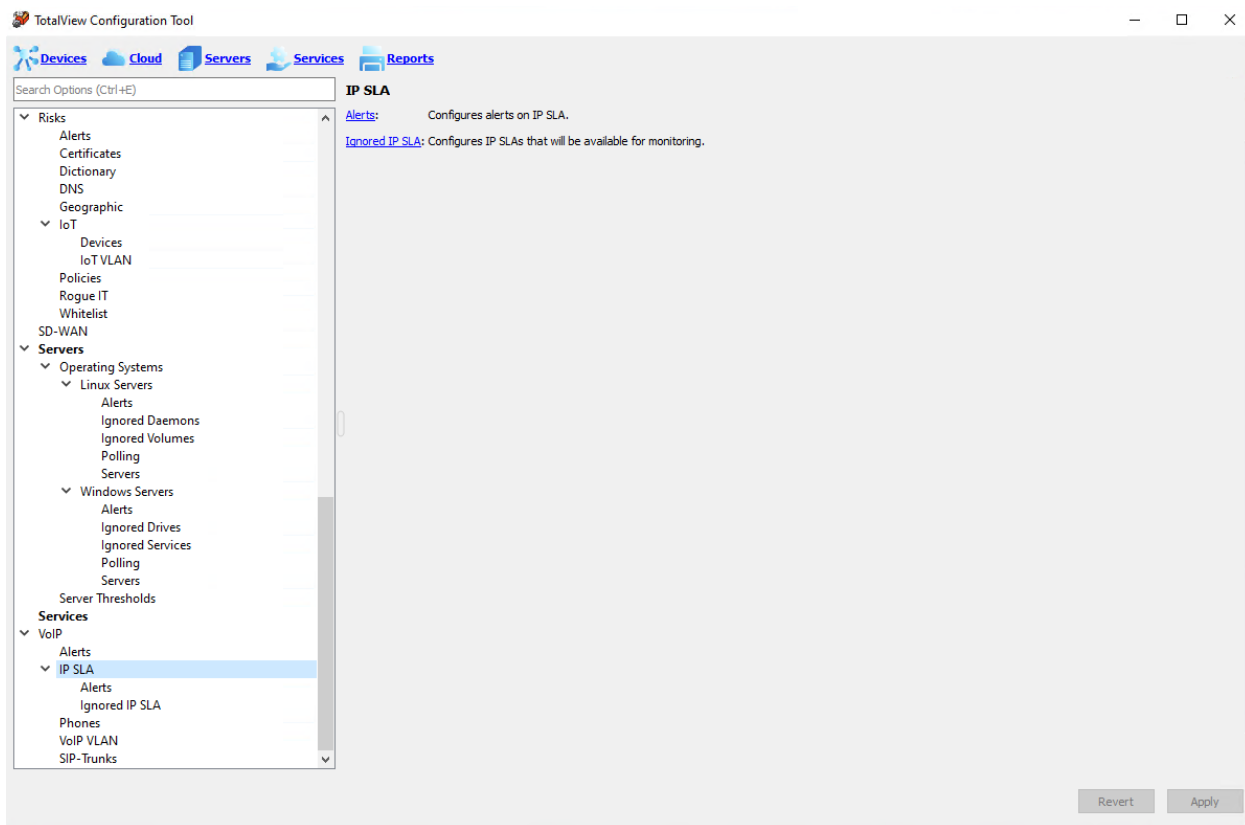 TotalView Configuration Tool
Devices Cloud Servers Services Reports
Search Options (Ctrl+E)
Risks
Alerts
Certificates
Dictionary
DNS
Geographic
IoT
Devices
IoT VLAN
Policies
Rogue IT
Whitelist
SD-WAN
Servers
Operating Systems
Linux Servers
Alerts
Ignored Daemons
Ignored Volumes
Polling
Servers
Windows Servers
Alerts
Ignored Drives
Ignored Services
Polling
Servers
Server Thresholds
Services
VoIP
Alerts
IP SLA
Alerts
Ignored IP SLA
Phones
VoIP VLAN
SIP-Trunks
IP SLA
Alerts: Configures alerts on IP SLA.
Ignored IP SLA: Configures IP SLAs that will be available for monitoring.
Revert Apply